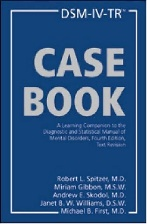 DSM-IV-TR®
CASE
BOOK
A Learning Companion to the
Diagnostic and Statistical Manual of
Mental Disorders, Fourth Edition,
Text Revision
Robert L. Spitzer, M.D.
Miriam Gibbon, M.S.W.
Andrew E. Skodol, M.D.
Janet B. W. Williams, D.S.W.
Michael B. First, M.D.